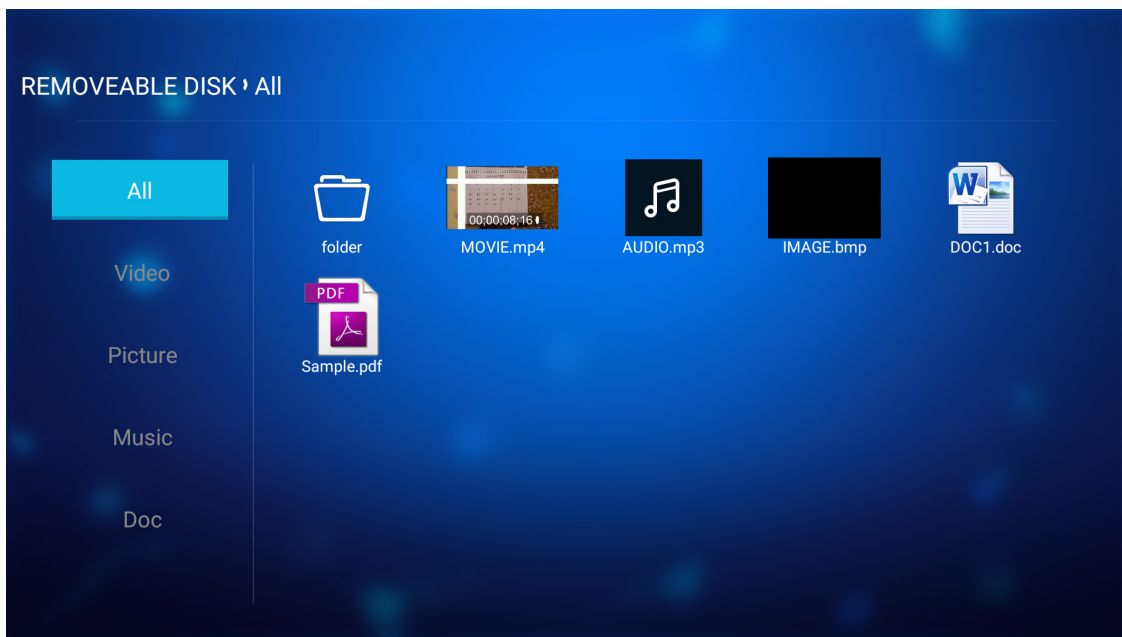 REMOVEABLE DISK All
All
Video
Picture
Music
Doc
folder
00;00;08;16
MOVIE.mp4
AUDIO.mp3
IMAGE.bmp
W
DOC1.doc
PDF
Sample.pdf